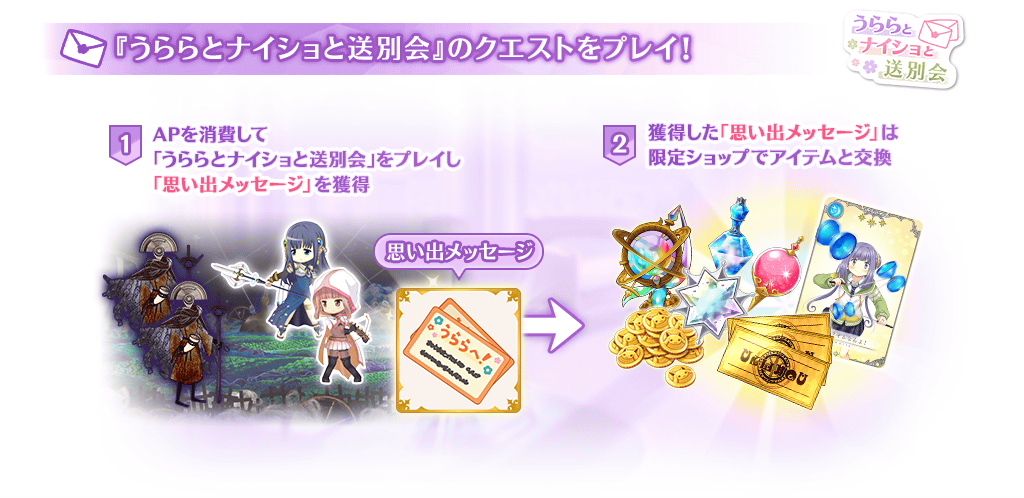 『うららとナイショと送別会』のクエストをプレイ!
うららと
ナイショと
送別会
1
APを消費して
「うららとナイショと送別会」をプレイし
「思い出メッセージ」を獲得
2
獲得した「思い出メッセージ」は
限定ショップでアイテムと交換
思い出メッセージ
うららへ!